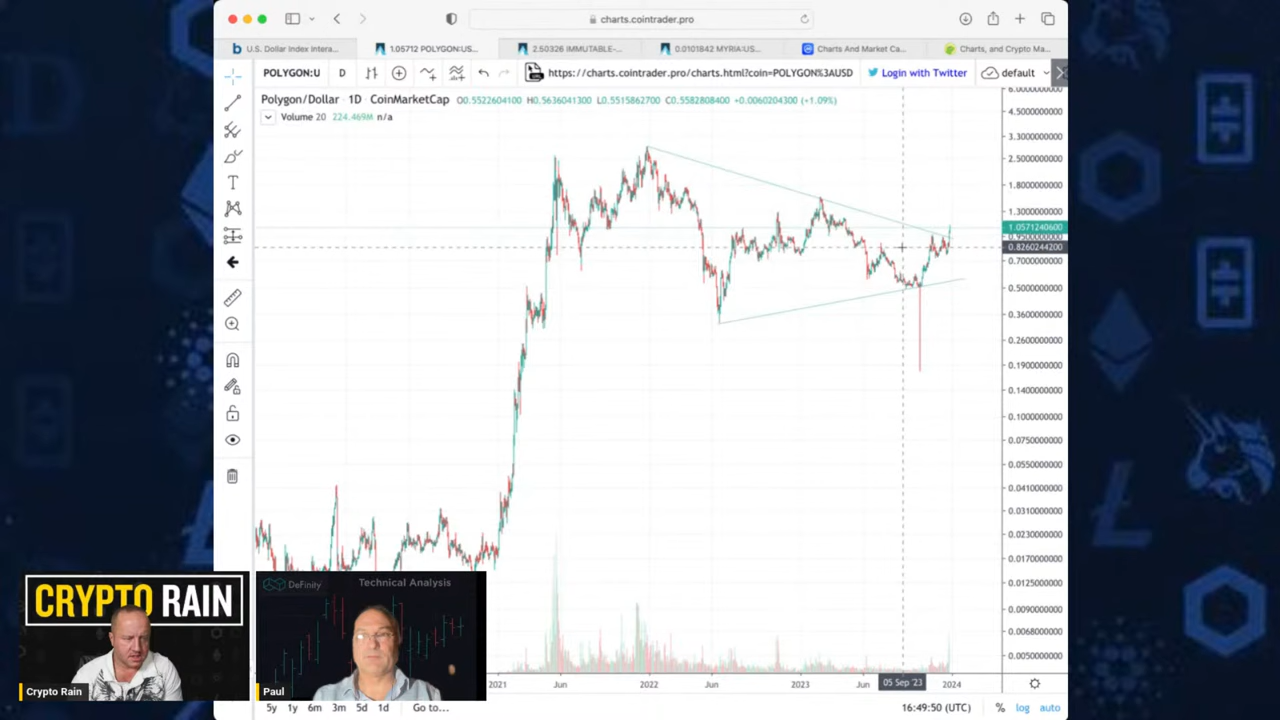 charts.cointrader.pro
U.S. Dollar Index Intera...
1.05712 POLYGON:US...
2.50326 IMMUTABLE-...
0.0101842 MYRIA:US...
Charts And Market Ca...
Charts, and Crypto Ma...
POLYGON:U
D
https://charts.cointrader.pro/charts.html?coin=POLYGON%3AUSD
Login with Twitter
default
Polygon/Dollar · 1D · CoinMarketCap
O0.5522604100 H0.5636041300 L0.5515862700 C0.5582808400 +0.0060204300 (+1.09%)
Volume 20 224.469M n/a
6.0000000000
4.5000000000
3.3000000000
2.5000000000
1.8000000000
1.3000000000
1.0571240600
0.9500000000
0.8260244200
0.7000000000
0.5000000000
0.3600000000
0.2600000000
0.1900000000
0.1400000000
0.1000000000
0.0750000000
0.0550000000
0.0410000000
0.0310000000
0.0230000000
0.0170000000
0.0125000000
0.0090000000
0.0068000000
0.0050000000
2021
Jun
2022
Jun
2023
Jun
05 Sep '23
2024
5y 1y 6m 3m 5d 1d Go to...
16:49:50 (UTC)
% log auto
CRYPTO RAIN
Crypto Rain
DeFinity
Technical Analysis
Paul